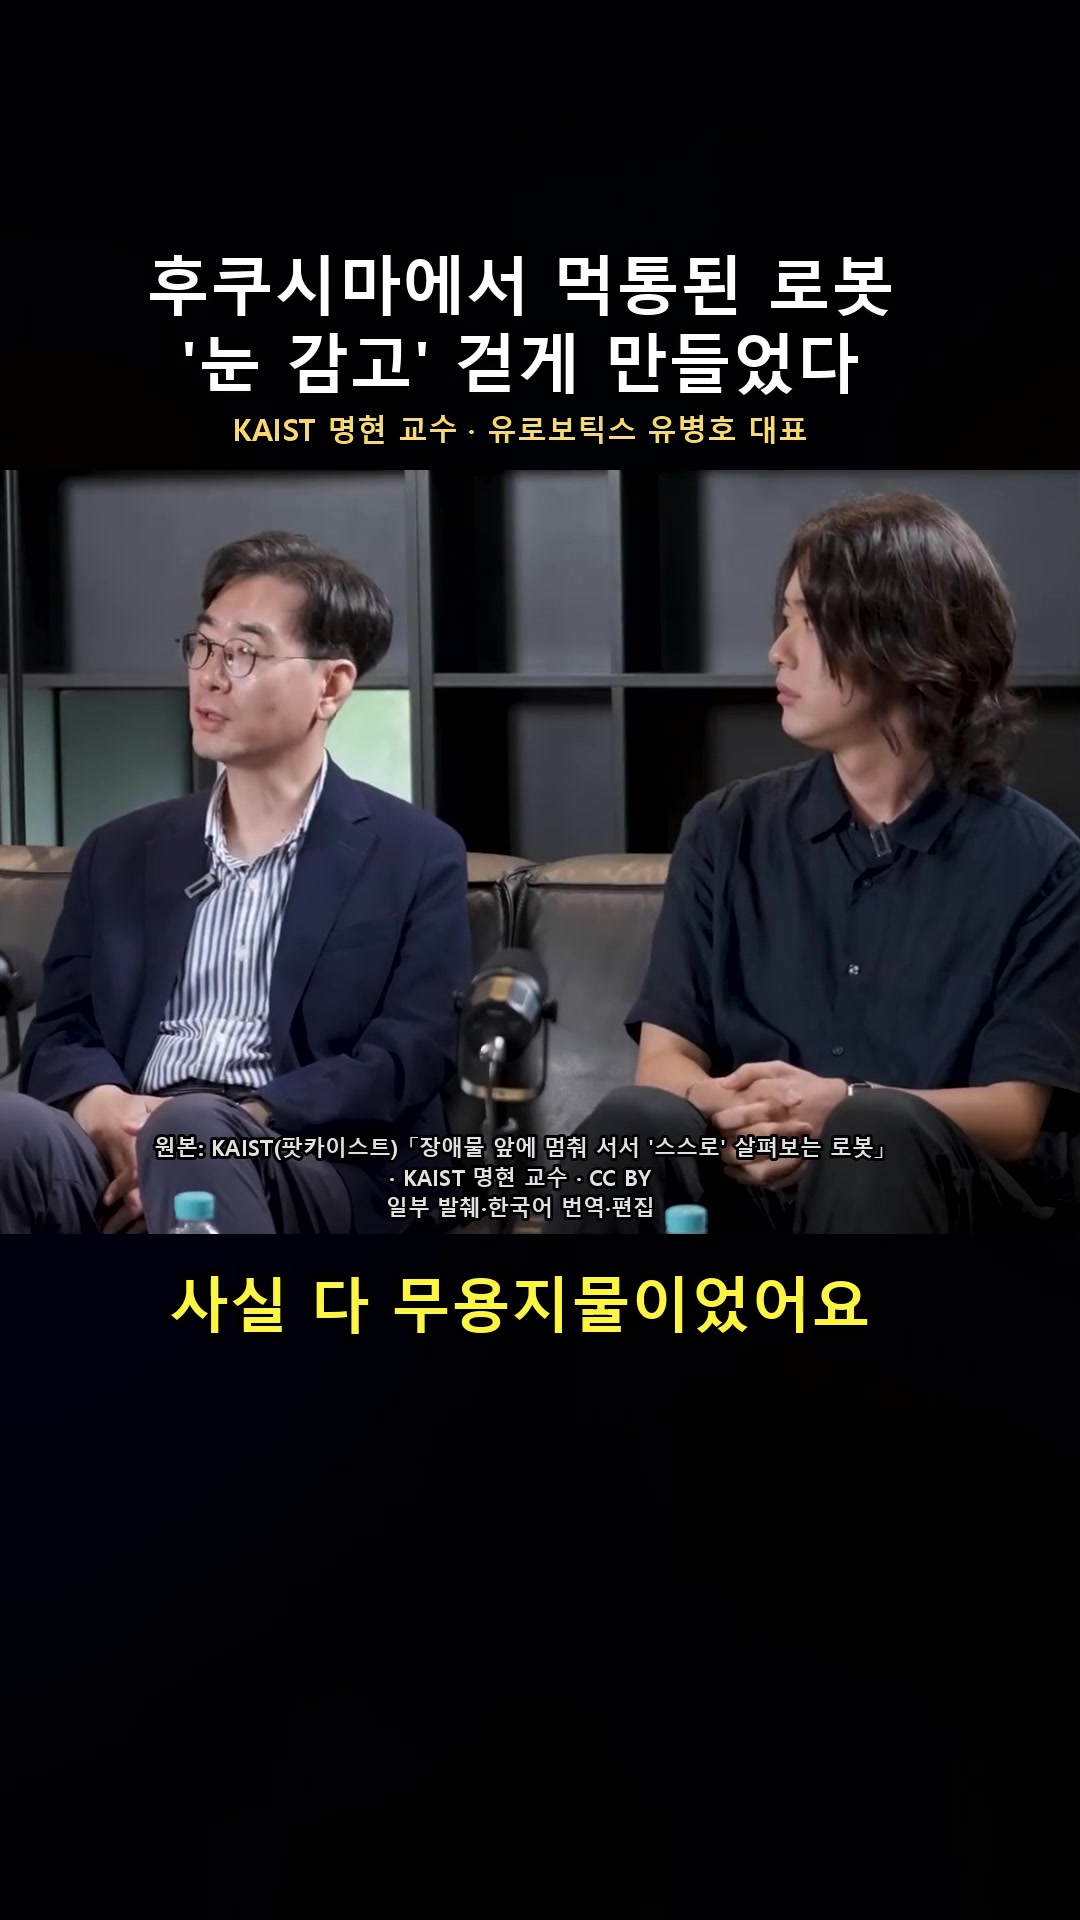 후쿠시마에서 먹통된 로봇
'눈 감고' 걷게 만들었다
KAIST 명현 교수 · 유로보틱스 유병호 대표
원본: KAIST(팟카이스트)「장애물 앞에 멈춰 서서 '스스로' 살펴보는 로봇」
· KAIST 명현 교수 · CC BY
일부 발췌·한국어 번역·편집
사실 다 무용지물이었어요